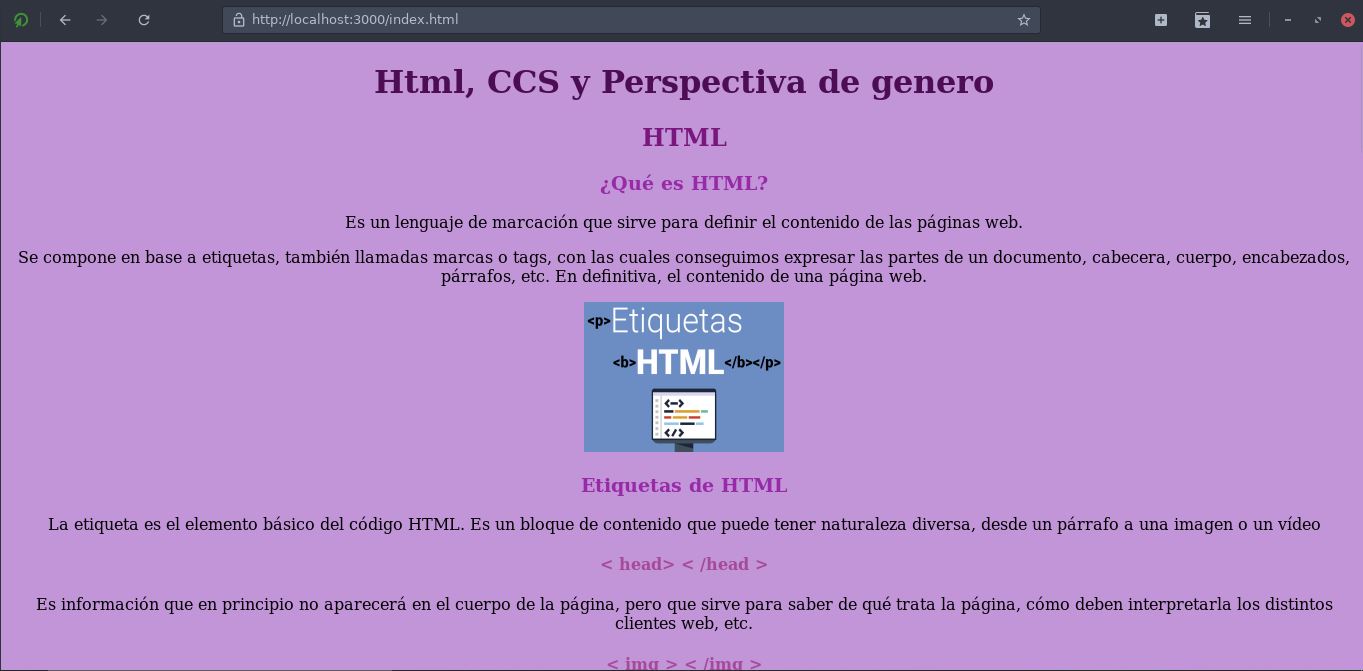 http://localhost:3000/index.html
Html, CCS y Perspectiva de genero
HTML
¿Qué es HTML?
Es un lenguaje de marcación que sirve para definir el contenido de las páginas web.
Se compone en base a etiquetas, también llamadas marcas o tags, con las cuales conseguimos expresar las partes de un documento, cabecera, cuerpo, encabezados,
párrafos, etc. En definitiva, el contenido de una página web.
<p>Etiquetas
<b>HTML</b></p>
<->
</>
Etiquetas de HTML
La etiqueta es el elemento básico del código HTML. Es un bloque de contenido que puede tener naturaleza diversa, desde un párrafo a una imagen o un vídeo
< head> < /head >
Es información que en principio no aparecerá en el cuerpo de la página, pero que sirve para saber de qué trata la página, cómo deben interpretarla los distintos
clientes web, etc.
< img > < /img >